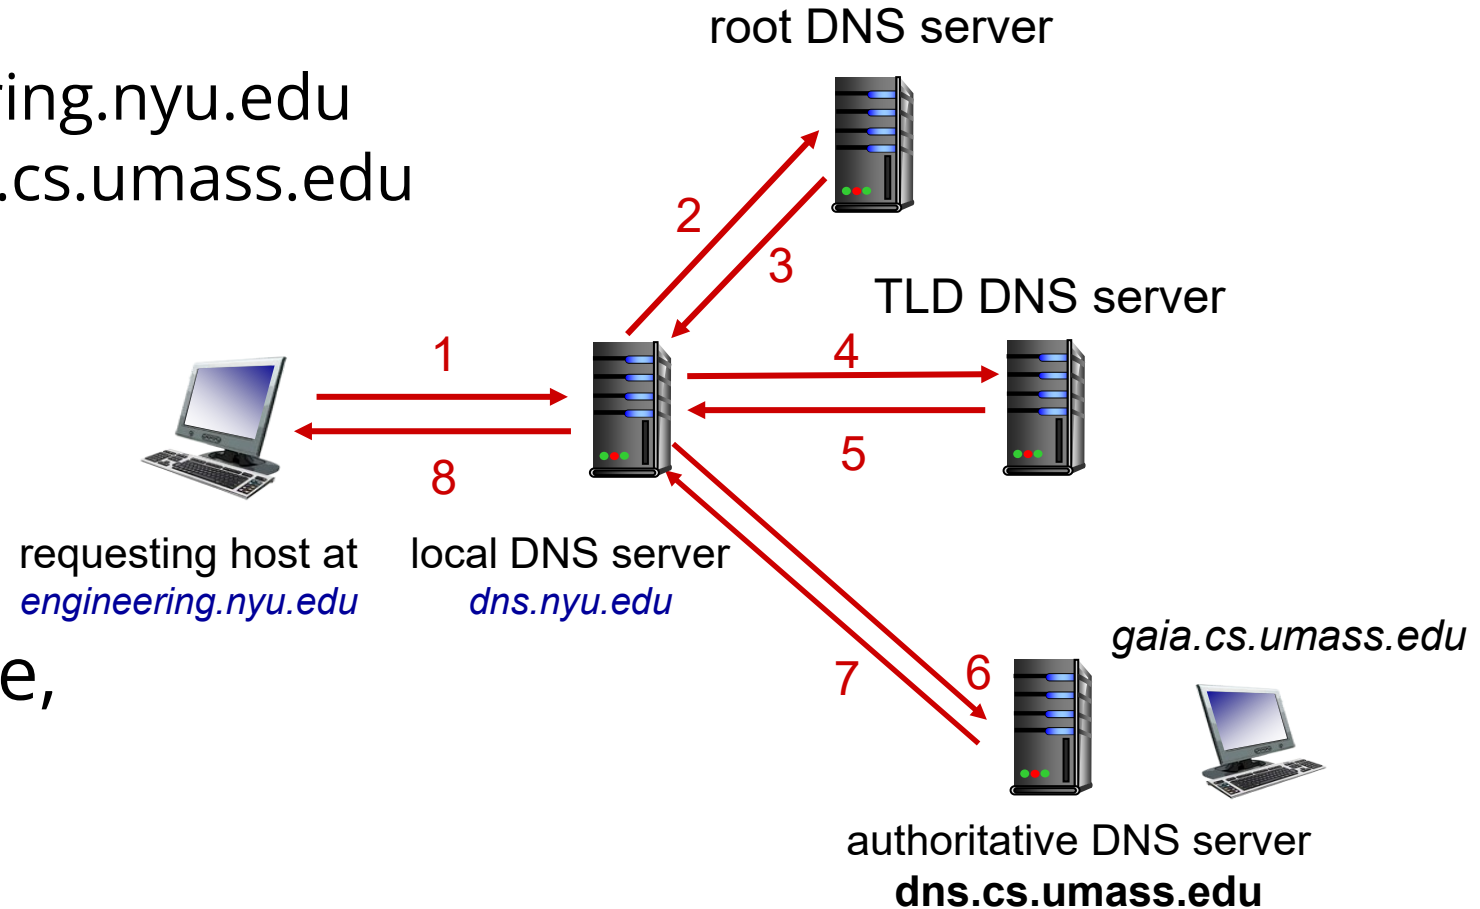 root DNS server
ring.nyu.edu
.cs.umass.edu
2
3
TLD DNS server
1
4
5
8
requesting host at
engineering.nyu.edu
local DNS server
dns.nyu.edu
gaia.cs.umass.edu
e,
7
6
authoritative DNS server
dns.cs.umass.edu